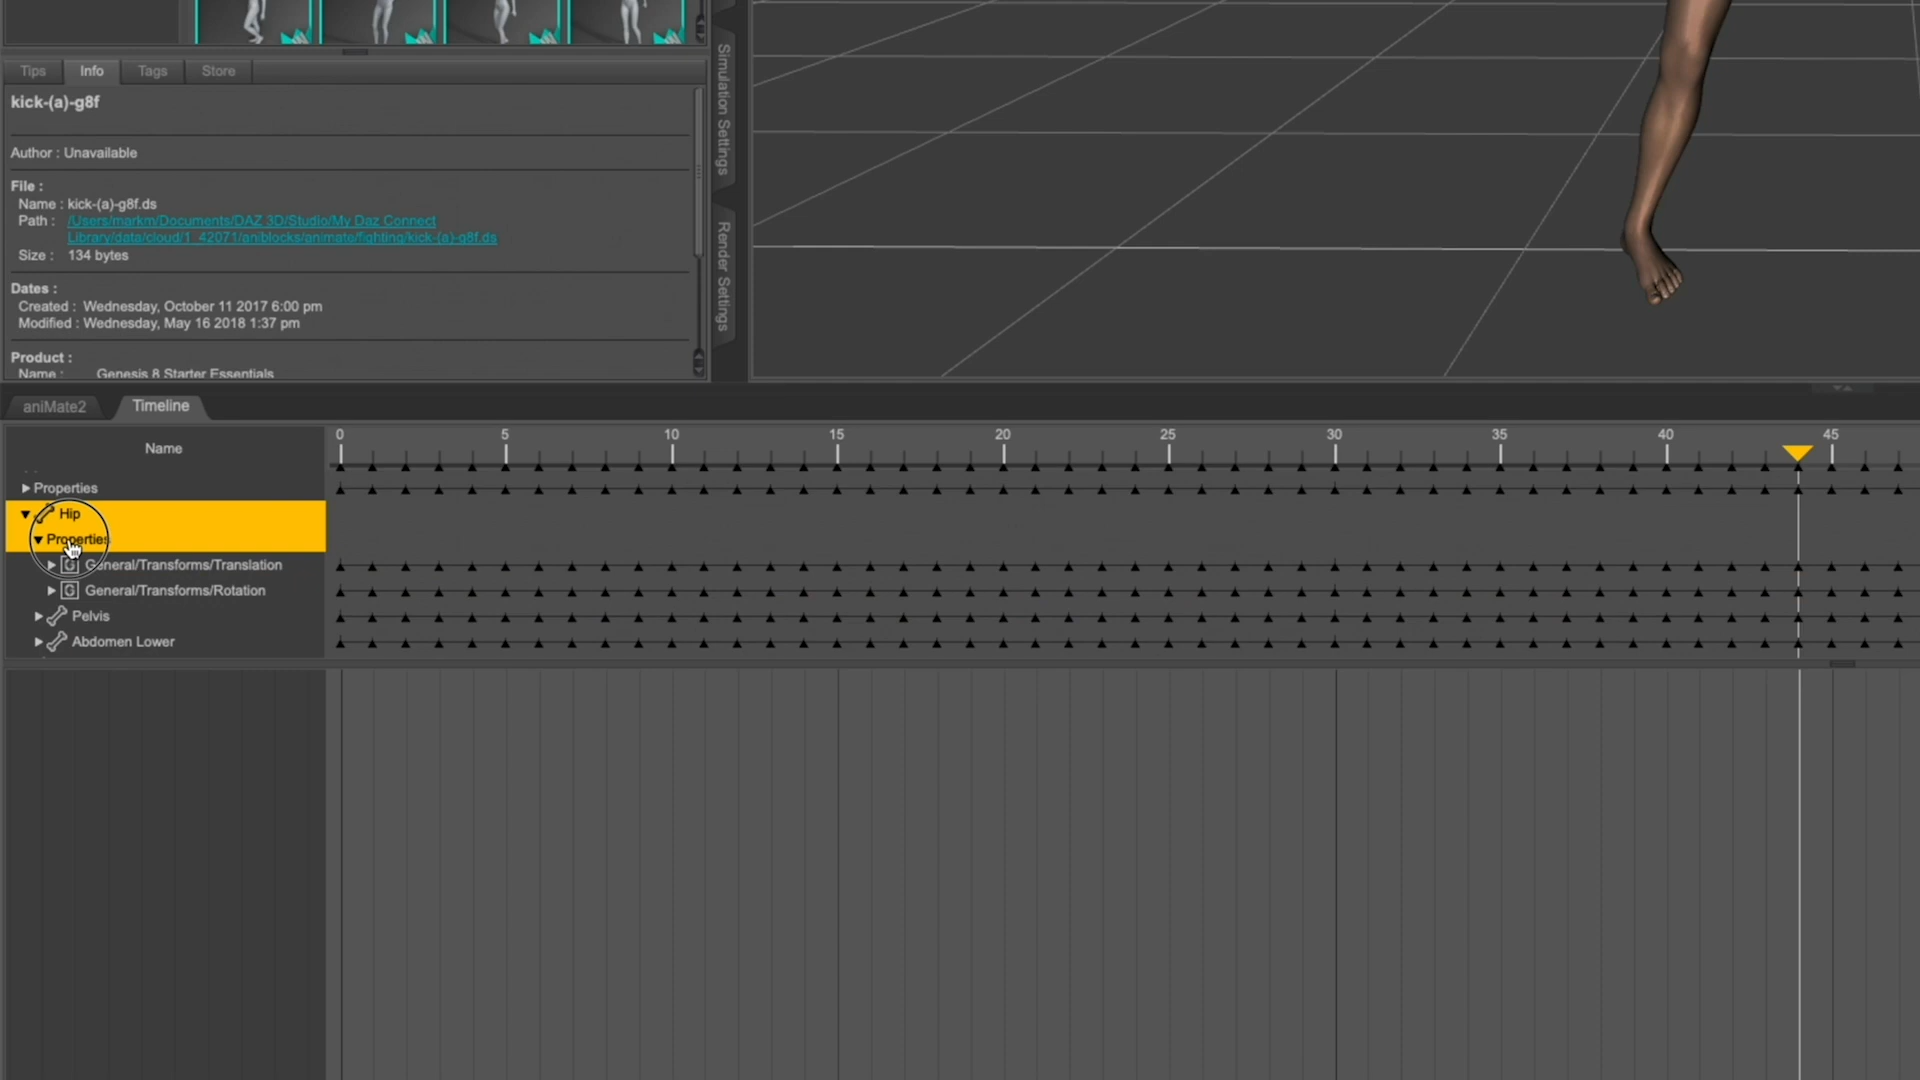 Tips Info Tags Store
kick-(a)-g8f
Author : Unavailable
File :
Name : kick-(a)-g8f.ds
Path : /Users/markm/Documents/DAZ 3D/Studio/My Daz Connect
Library/data/cloud/1_42071/aniblocks/animate/fighting/kick-(a)-g8f.ds
Size : 134 bytes
Dates :
Created : Wednesday, October 11 2017 6:00 pm
Modified : Wednesday, May 16 2018 1:37 pm
Product :
Name : Genesis 8 Starter Essentials
Simulation Settings
Render Settings
aniMate2 Timeline
Name
0 5 10 15 20 25 30 35 40 45
Properties
Hip
Properties
General/Transforms/Translation
General/Transforms/Rotation
Pelvis
Abdomen Lower